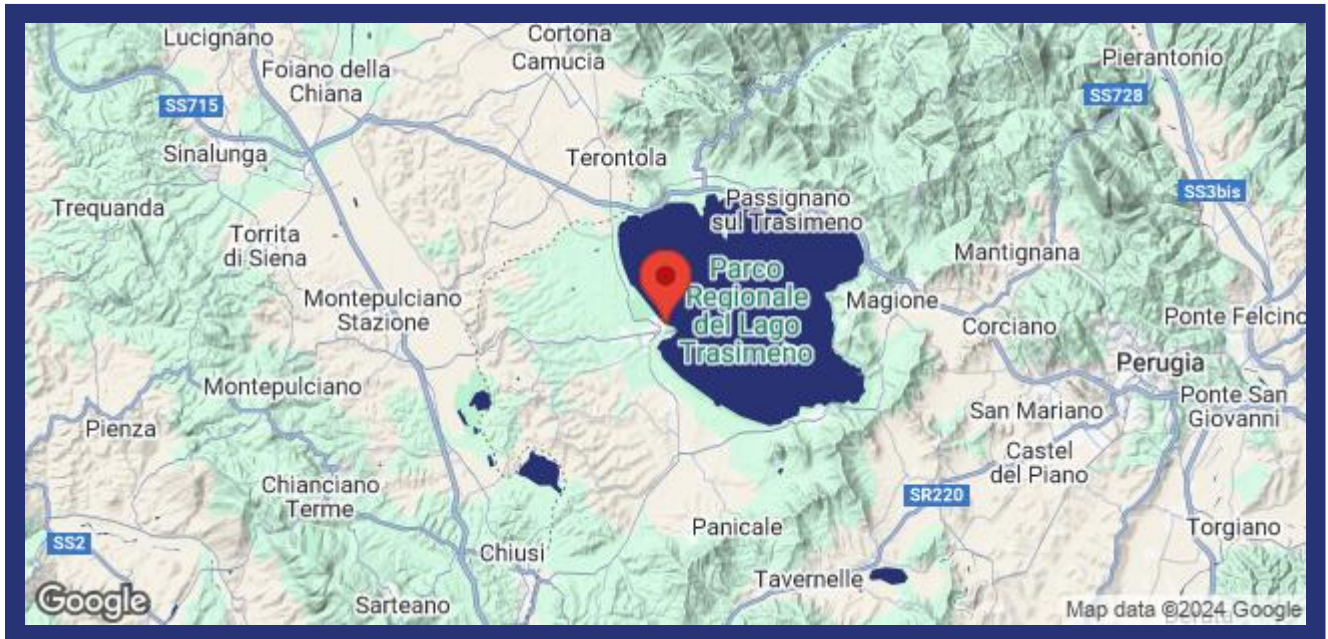 Lucignano
Cortona
Camucia
Pierantonio
Foiano della
Chiana
SS715
SS728
Sinalunga
Terontola
SS3bis
Trequanda
Passignano
sul Trasimeno
Torrita
di Siena
Mantignana
Parco
Regionale
del Lago
Trasimeno
Montepulciano
Stazione
Magione
Corciano
Ponte Felcino
Perugia
Montepulciano
Ponte San
Giovanni
Pienza
San Mariano
Castel
del Piano
Chianciano
Terme
SR220
Panicale
Torgiano
SS2
Chiusi
Tavernelle
Google
Sarteano
Map data ©2024 Google